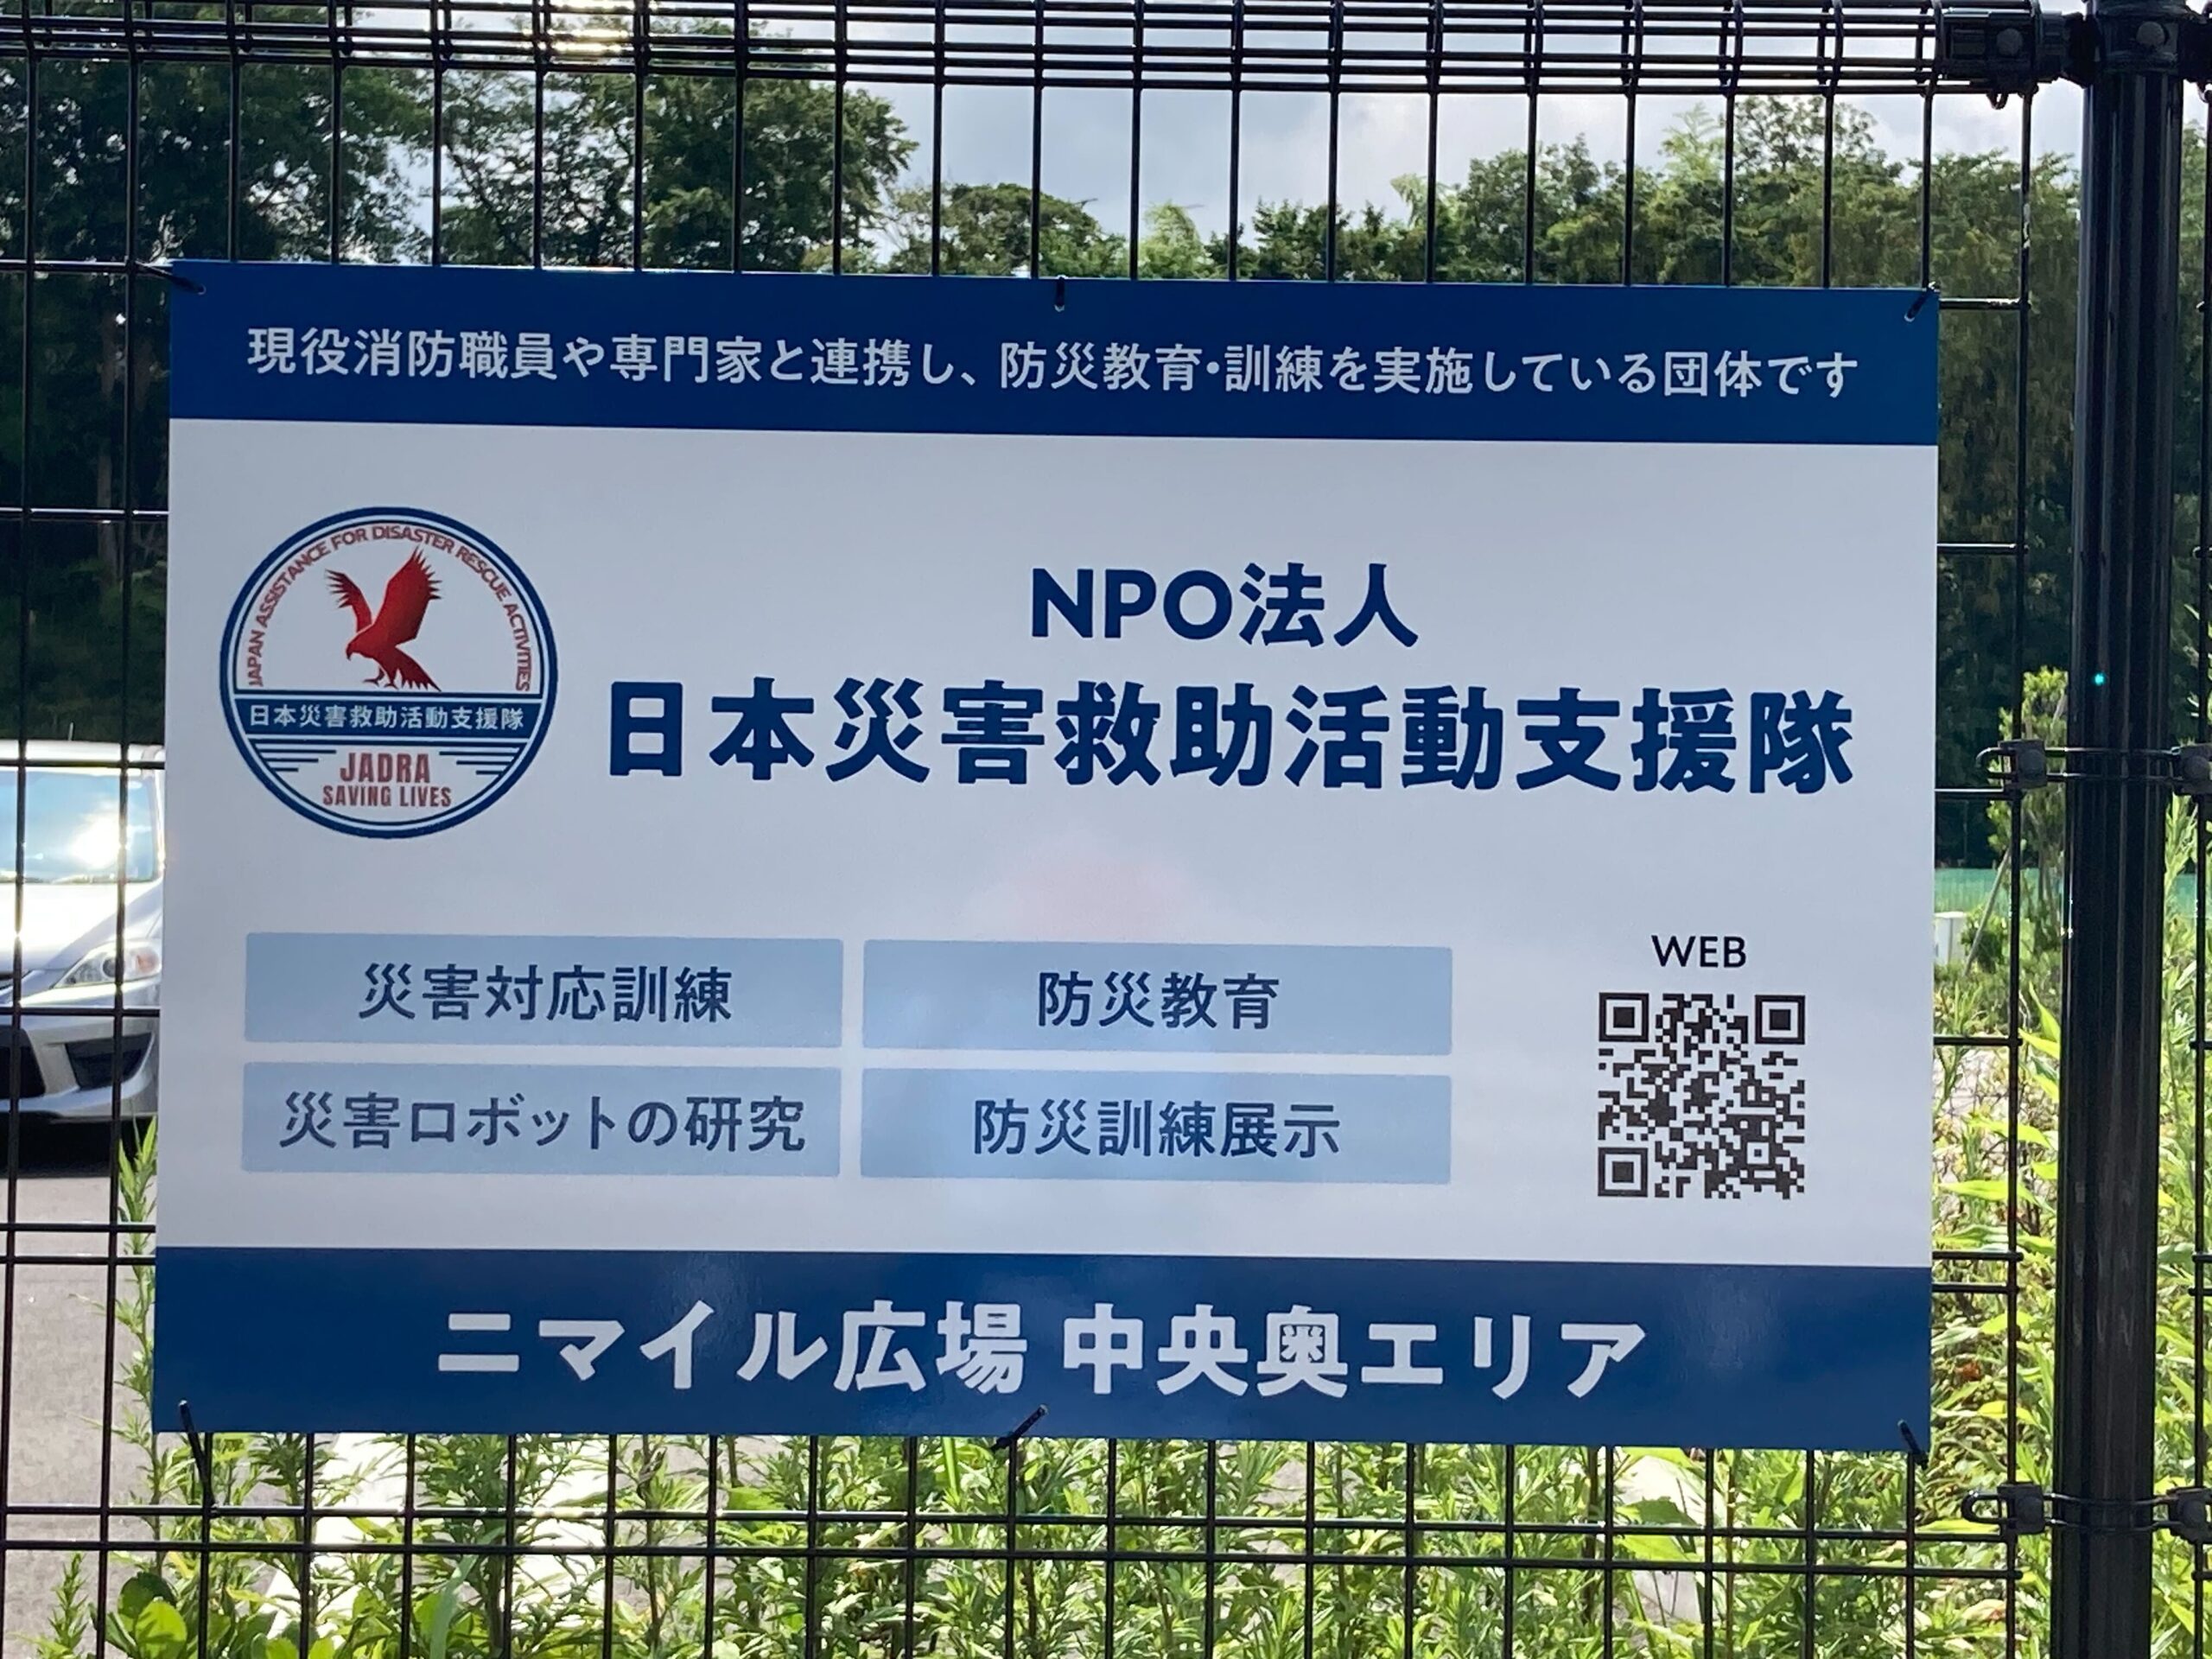 現役消防職員や専門家と連携し、防災教育・訓練を実施している団体です
JAPAN ASSISTANCE FOR DISASTER RESCUE ACTIVITIES
日本災害救助活動支援隊
JADRA
SAVING LIVES
NPO法人
日本災害救助活動支援隊
災害対応訓練
防災教育
災害ロボットの研究
防災訓練展示
WEB
ニマイル広場 中央奥エリア